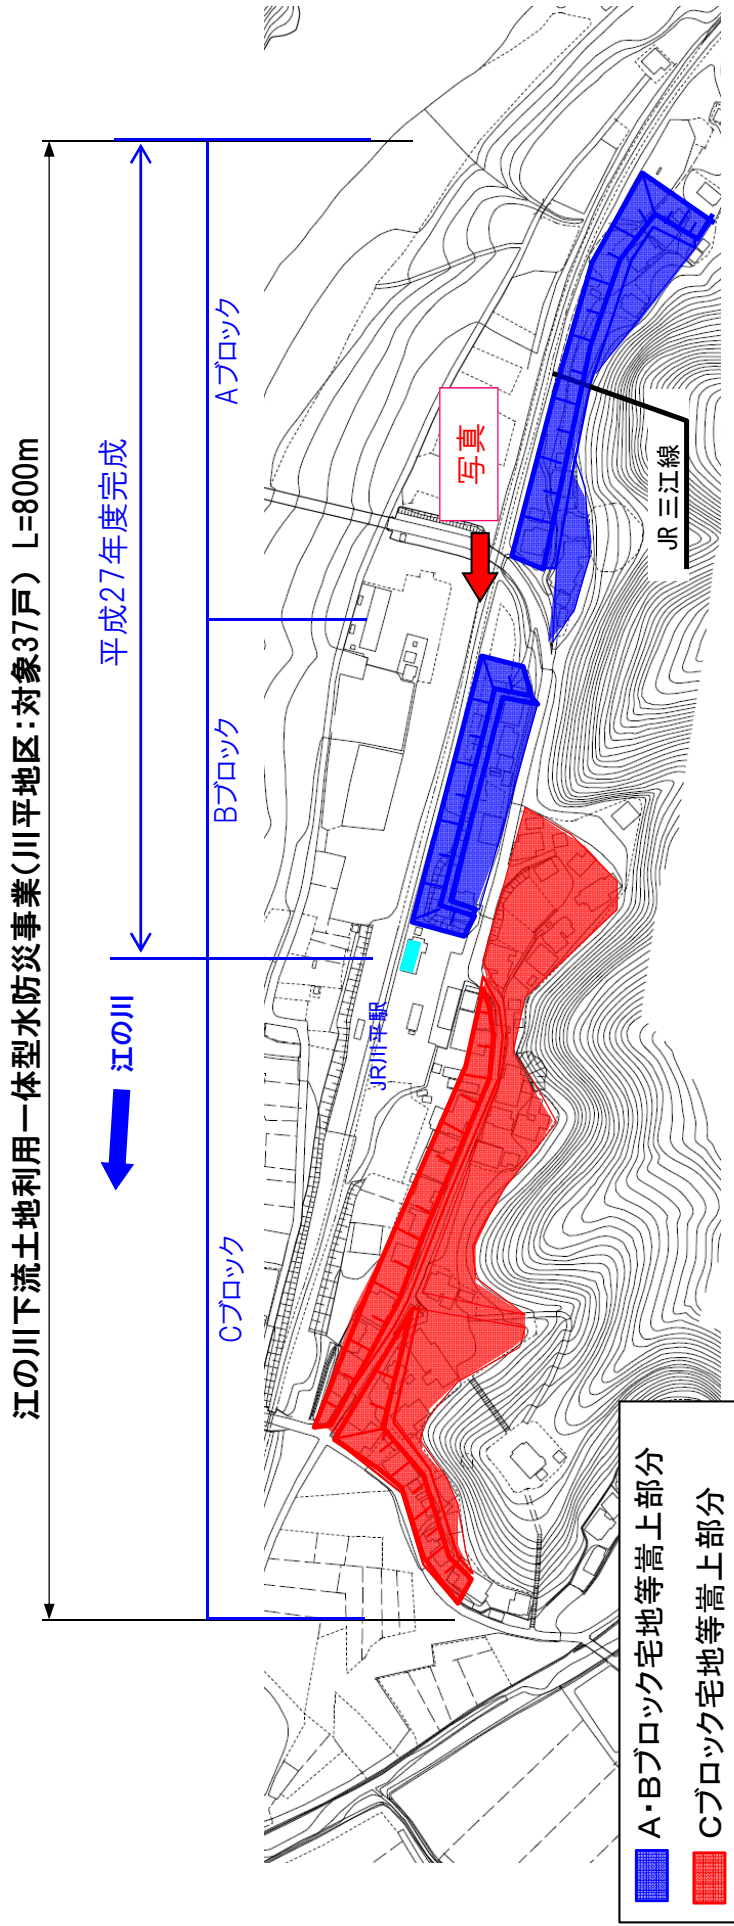 江の川下流土地利用一体型水防災事業(川平地区:対象37戸) L=800m
平成27年度完成
江の川
Cブロック
Bブロック
Aブロック
写真
JR川平駅
JR 三江線
A・Bブロック宅地等嵩上部分
Cブロック宅地等嵩上部分